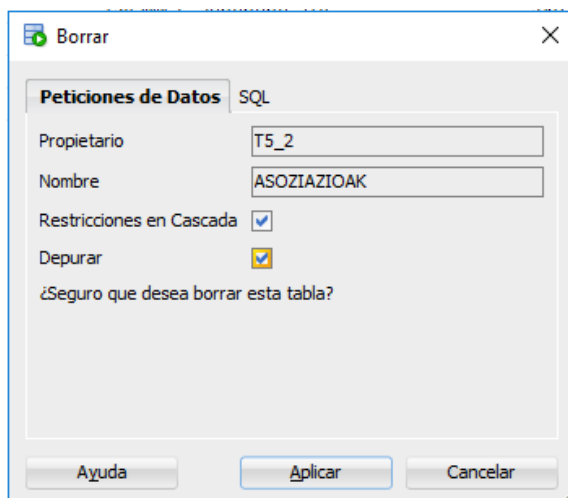 Borrar
Peticiones de Datos SQL
Propietario T5_2
Nombre ASOZIAZIOAK
Restricciones en Cascada
Depurar
¿Seguro que desea borrar esta tabla?
Ayuda Aplicar Cancelar